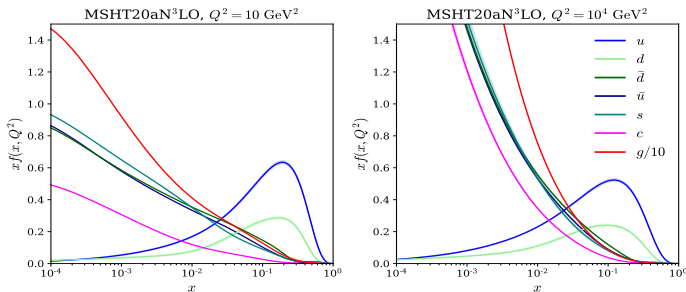 MSHT20aN³LO, Q² = 10 GeV²
xf(x, Q²)
1.4
1.2
1.0
0.8
0.6
0.4
0.2
0.0
10⁻⁴
10⁻³
10⁻²
10⁻¹
10⁰
x
MSHT20aN³LO, Q² = 10⁴ GeV²
xf(x, Q²)
1.4
1.2
1.0
0.8
0.6
0.4
0.2
0.0
10⁻⁴
10⁻³
10⁻²
10⁻¹
10⁰
x
u
d
d̄
ū
s
c
g/10